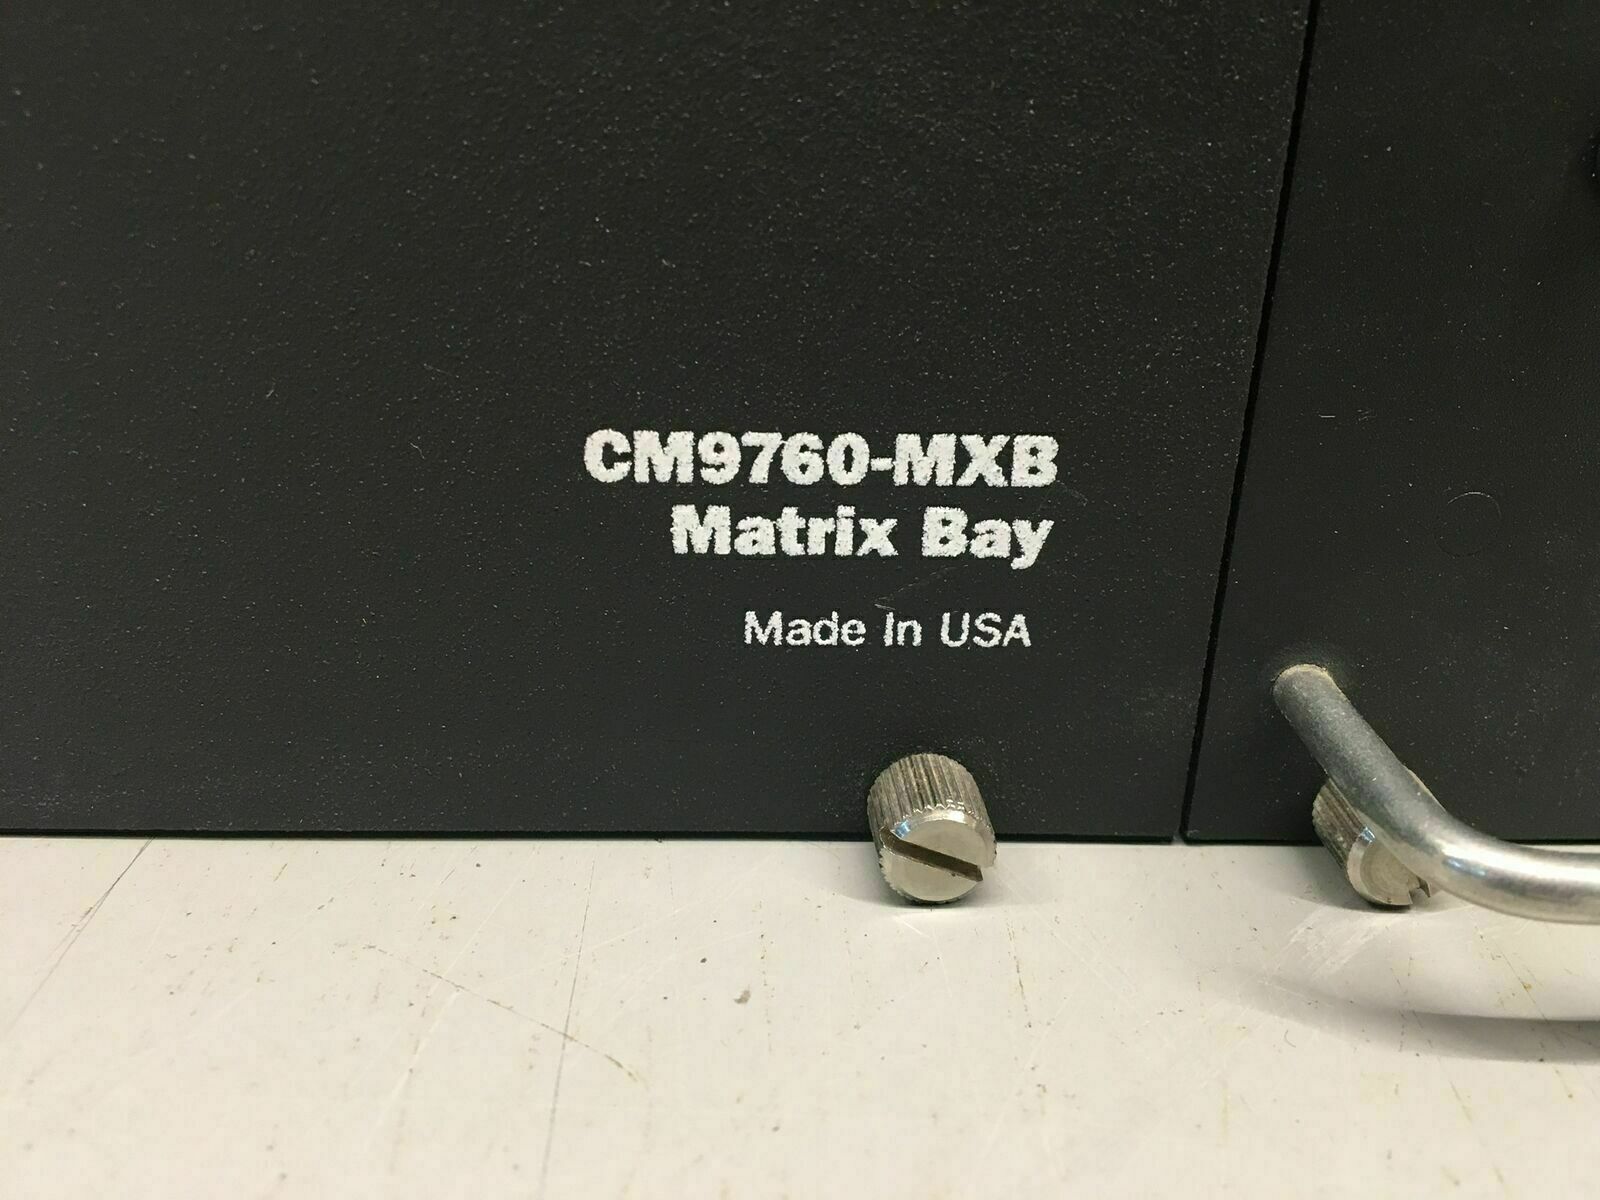 CM9760-MXB
Matrix Bay
Made In USA